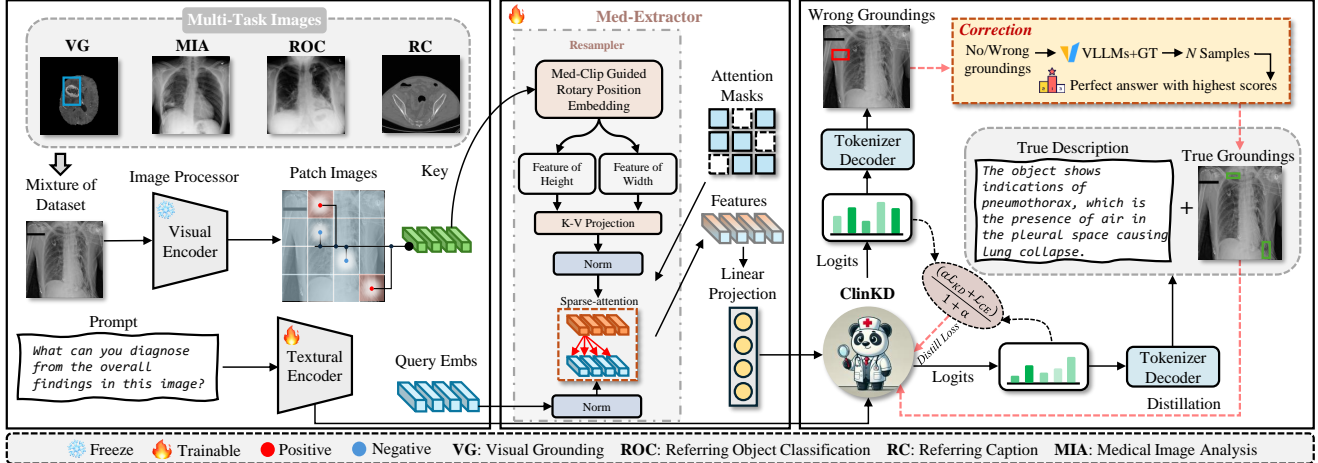 Multi-Task Images
VG
MIA
ROC
RC
Mixture of
Dataset
Image Processor
Visual
Encoder
Patch Images
Key
Prompt
What can you diagnose
from the overall
findings in this image?
Textural
Encoder
Query Embs
Med-Extractor
Resampler
Med-Clip Guided
Rotary Position
Embedding
Feature of
Height
Feature of
Width
K-V Projection
Norm
Sparse-attention
Norm
Attention
Masks
Features
Linear
Projection
Wrong Groundings
Tokenizer
Decoder
Logits
ClinKD
Correction
No/Wrong
groundings
VLLMs+GT
N Samples
Perfect answer with highest scores
True Description
The object shows
indications of
pneumothorax, which is
the presence of air in
the pleural space causing
lung collapse.
+
True Groundings
(αL_KD+L_CE)
1 + α
Distill Loss
Logits
Tokenizer
Decoder
Distillation
Freeze
Trainable
Positive
Negative
VG: Visual Grounding
ROC: Referring Object Classification
RC: Referring Caption
MIA: Medical Image Analysis